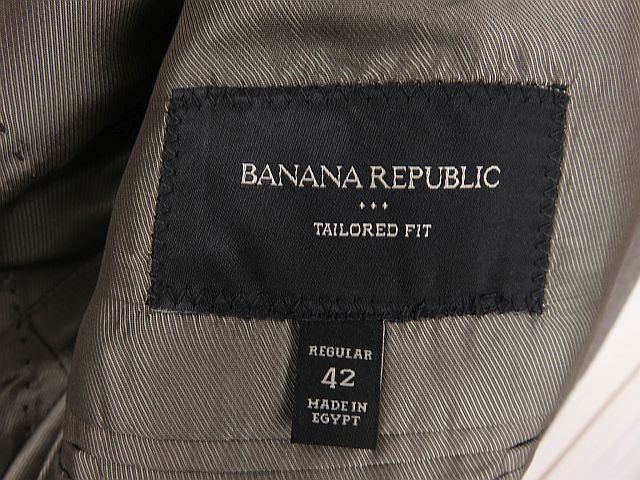 BANANA REPUBLIC
TAILORED FIT
REGULAR
42
MADE IN
EGYPT